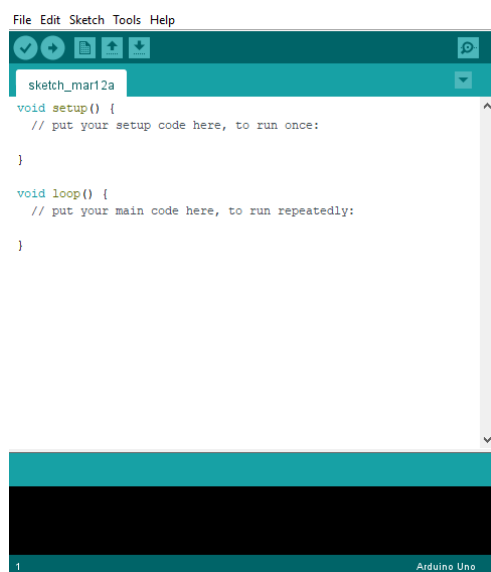 File Edit Sketch Tools Help
sketch_mar12a
void setup() {
  // put your setup code here, to run once:
}
void loop() {
  // put your main code here, to run repeatedly:
}
1 Arduino Uno